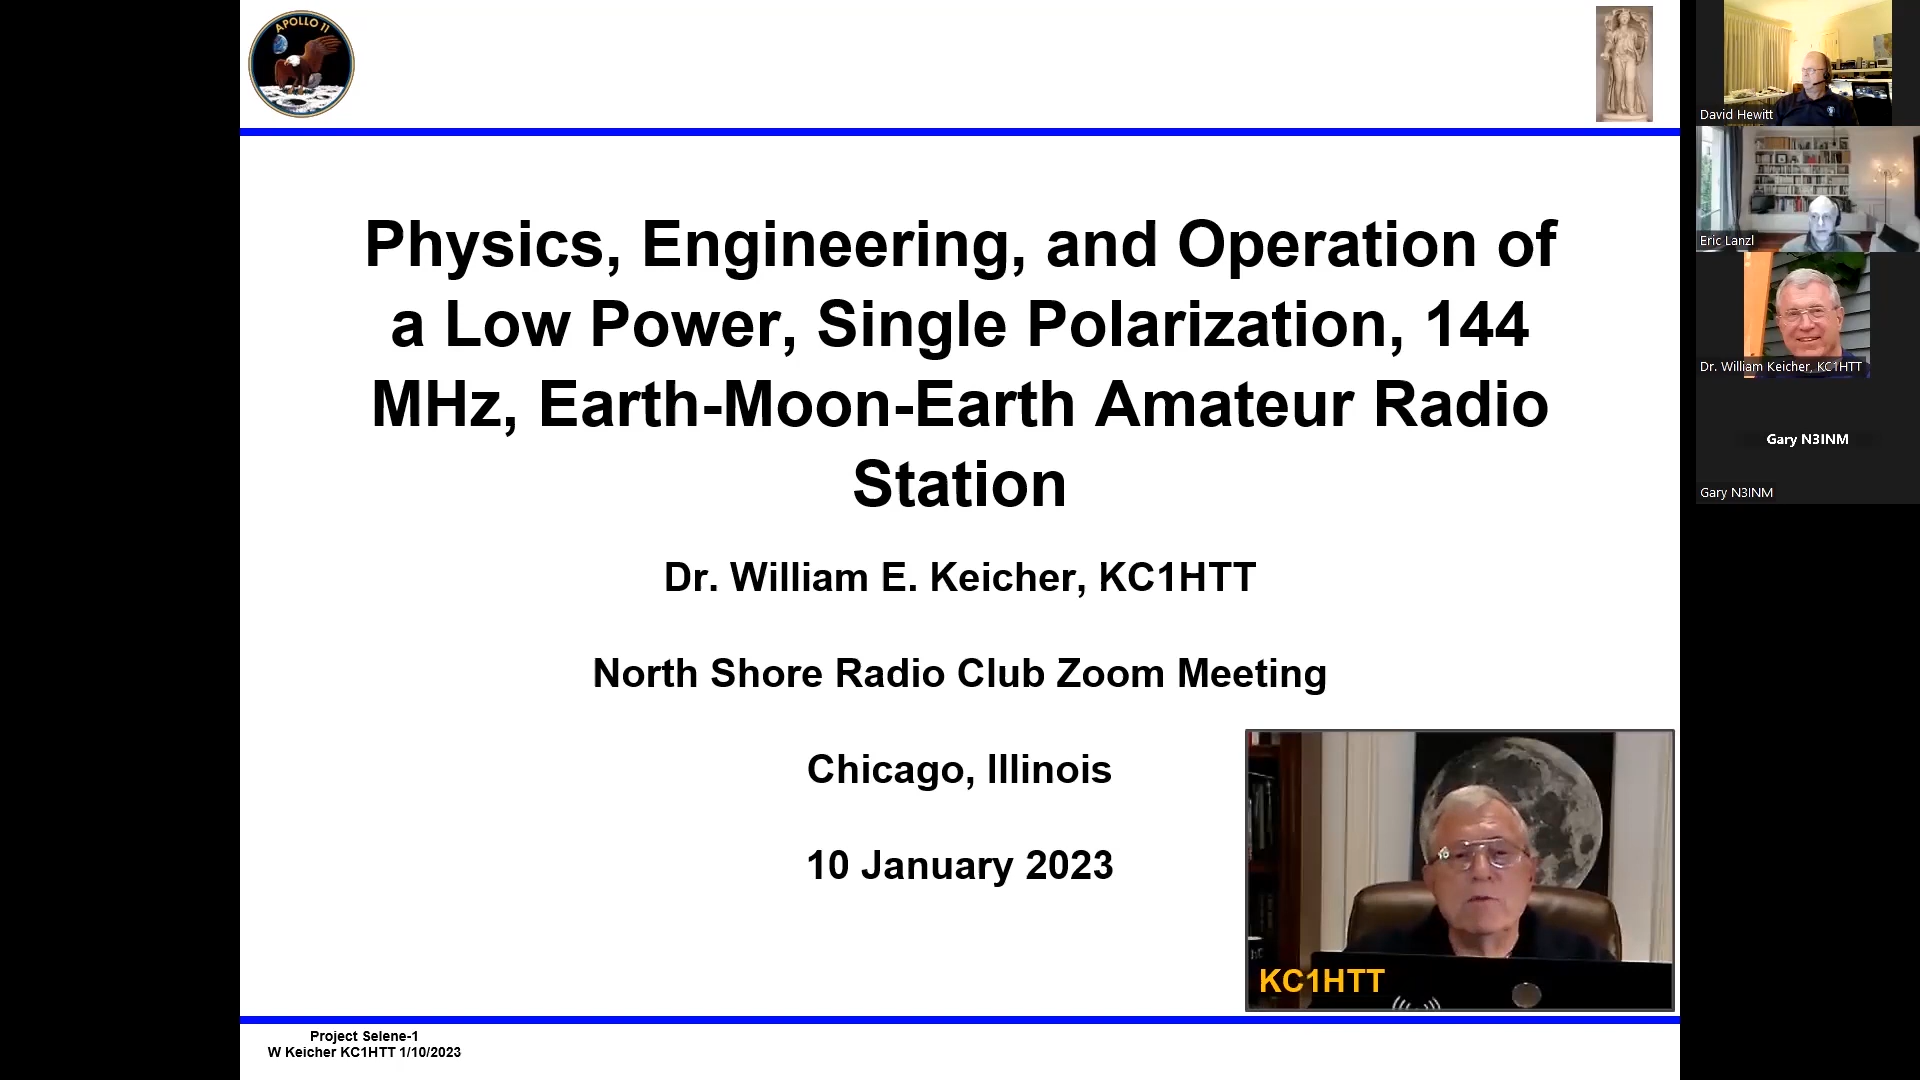 APOLLO 11
Physics, Engineering, and Operation of
a Low Power, Single Polarization, 144
MHz, Earth-Moon-Earth Amateur Radio
Station
Dr. William E. Keicher, KC1HTT
North Shore Radio Club Zoom Meeting
Chicago, Illinois
10 January 2023
KC1HTT
Project Selene-1
W Keicher KC1HTT 1/10/2023
David Hewitt
Eric Lanzl
Dr. William Keicher, KC1HTT
Gary N3INM
Gary N3INM